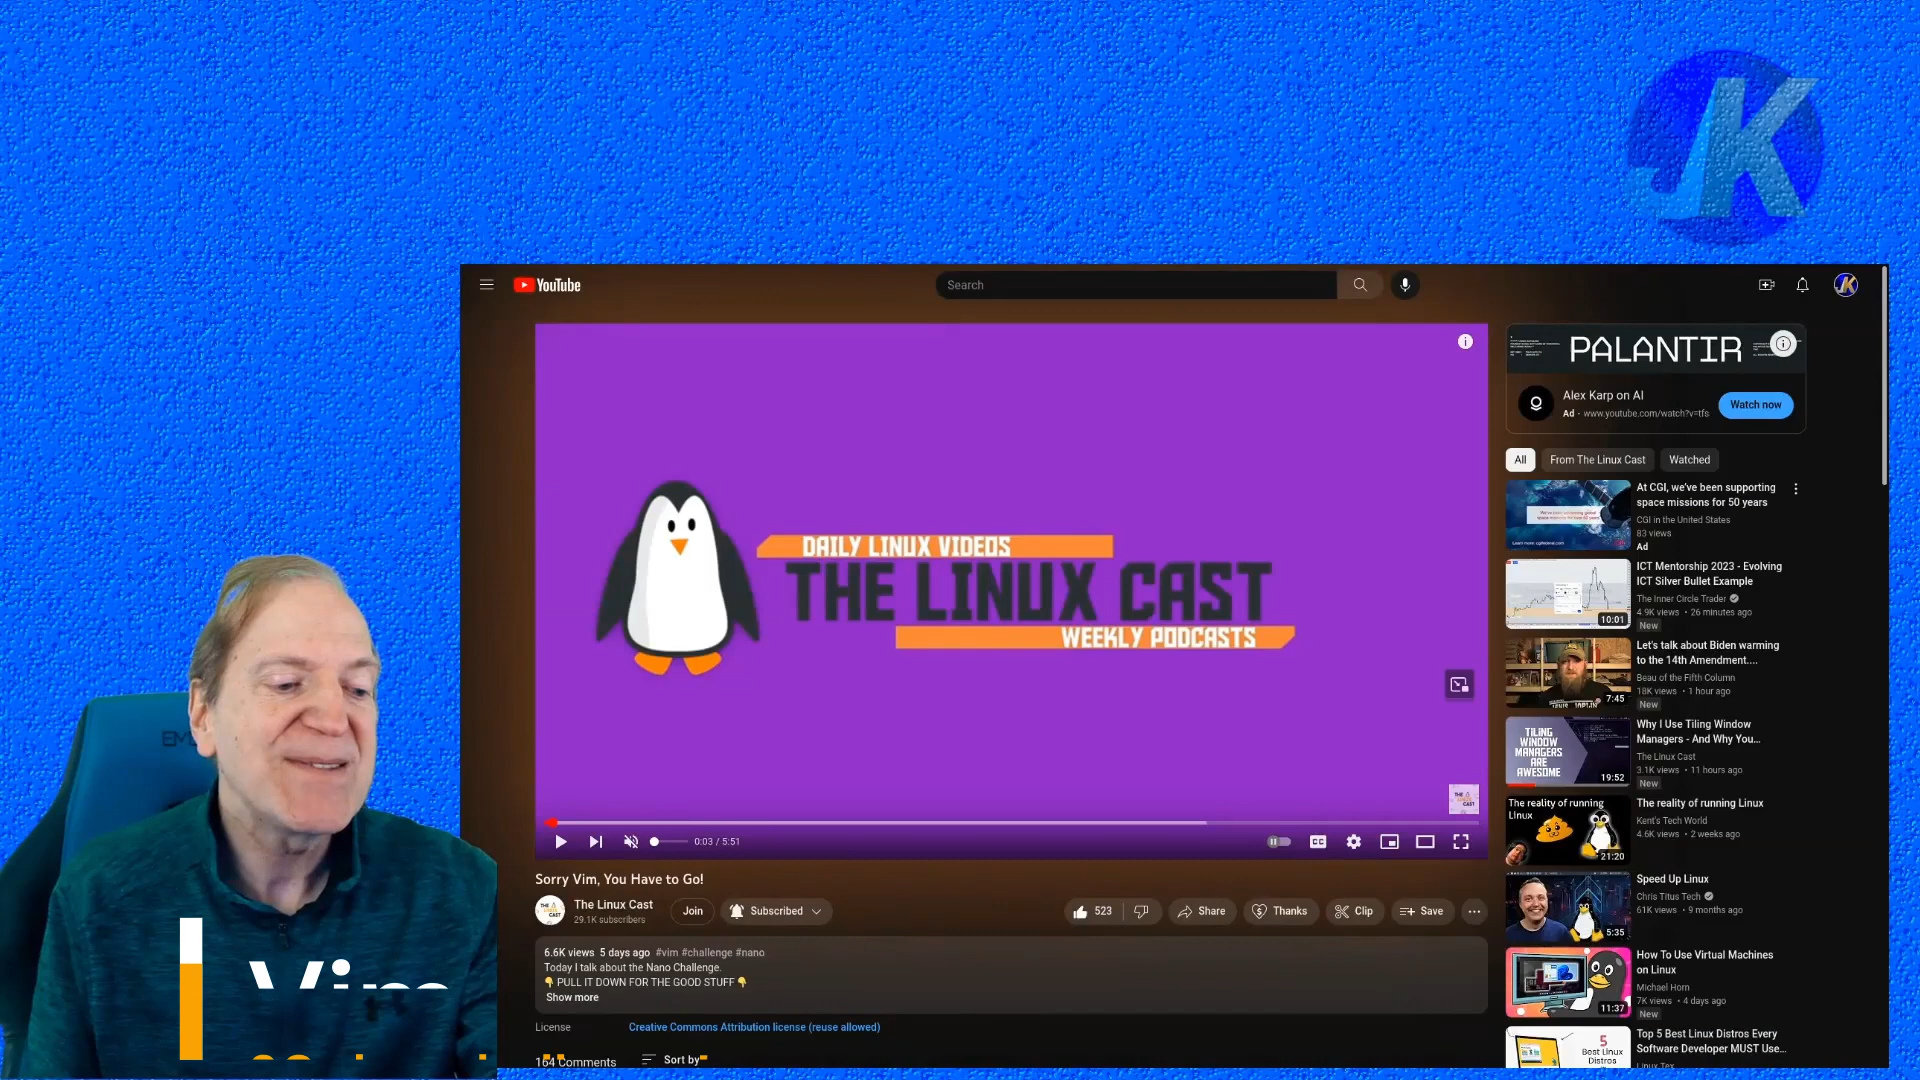 JK
YouTube
Search
DAILY LINUX VIDEOS
THE LINUX CAST
WEEKLY PODCASTS
THE
CAST
0:03 / 5:51
CC
Sorry Vim, You Have to Go!
The Linux Cast
29.1K subscribers
Join
Subscribed
523
Share
Thanks
Clip
Save
6.6K views 5 days ago #vim #challenge #nano
Today I talk about the Nano Challenge.
PULL IT DOWN FOR THE GOOD STUFF
Show more
License
Creative Commons Attribution license (reuse allowed)
164 Comments
Sort by
Vim
PALANTIR
Alex Karp on AI
Ad · www.youtube.com/watch?v=tfs
Watch now
All
From The Linux Cast
Watched
At CGI, we've been supporting
space missions for 50 years
CGI in the United States
83 views
Ad
ICT Mentorship 2023 - Evolving
ICT Silver Bullet Example
The Inner Circle Trader
4.9K views • 26 minutes ago
New
10:01
Let's talk about Biden warming
to the 14th Amendment....
Beau of the Fifth Column
18K views • 1 hour ago
New
7:45
TILING
WINDOW
MANAGERS
ARE
AWESOME
19:52
Why I Use Tiling Window
Managers - And Why You...
The Linux Cast
3.1K views • 11 hours ago
New
The reality of running
Linux
21:20
The reality of running Linux
Kent's Tech World
4.6K views • 2 weeks ago
5:35
Speed Up Linux
Chris Titus Tech
61K views • 9 months ago
11:37
How To Use Virtual Machines
on Linux
Michael Horn
7K views • 4 days ago
New
5
Best Linux
Distros
Top 5 Best Linux Distros Every
Software Developer MUST Use...
Linux Tex